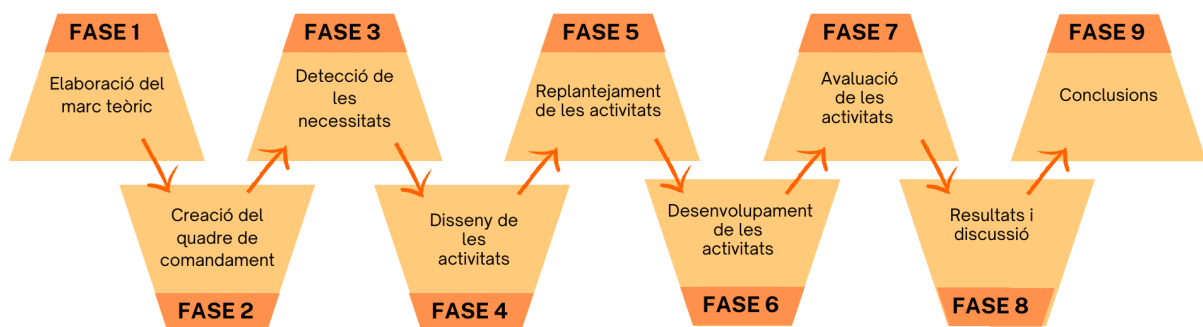 FASE 1
Elaboració del
marc teòric
Creació del
quadre de
comandament
FASE 2
FASE 3
Detecció de
les
necessitats
Disseny de
les
activitats
FASE 4
FASE 5
Replantejament
de les activitats
Desenvolupament
de les
activitats
FASE 6
FASE 7
Avaluació
de les
activitats
Resultats i
discussió
FASE 8
FASE 9
Conclusions